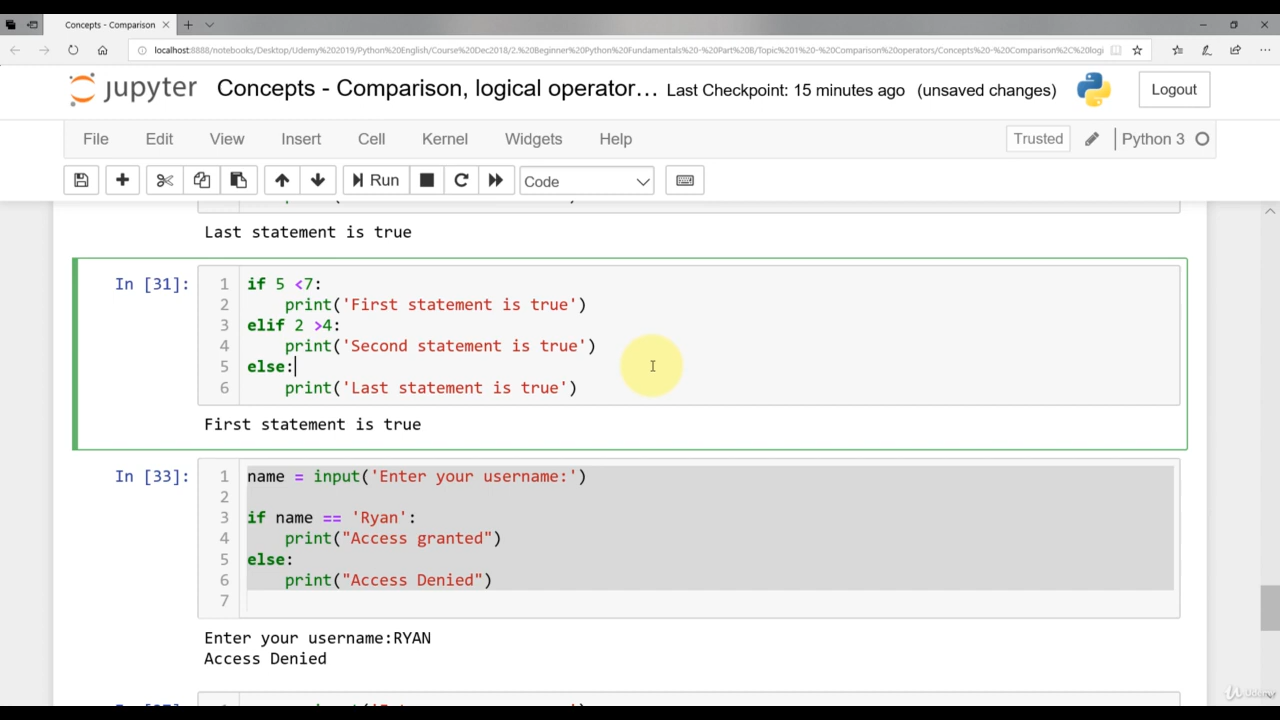 Concepts - Comparison
localhost:8888/notebooks/Desktop/Udemy%202019/Python%20English/Course%20Dec2018/2.%20Beginner%20Python%20Fundamentals%20-%20Part%20B/Topic%201%20-%20Comparison%20operators/Concepts%20-%20Comparison%2C%20logi
jupyter Concepts - Comparison, logical operator... Last Checkpoint: 15 minutes ago (unsaved changes) Logout
File Edit View Insert Cell Kernel Widgets Help Trusted Python 3
Run Code
Last statement is true
In [31]: 1 if 5 <7:
2 print('First statement is true')
3 elif 2 >4:
4 print('Second statement is true')
5 else:
6 print('Last statement is true')
First statement is true
In [33]: 1 name = input('Enter your username:')
2
3 if name == 'Ryan':
4 print("Access granted")
5 else:
6 print("Access Denied")
7
Enter your username:RYAN
Access Denied
Udemy